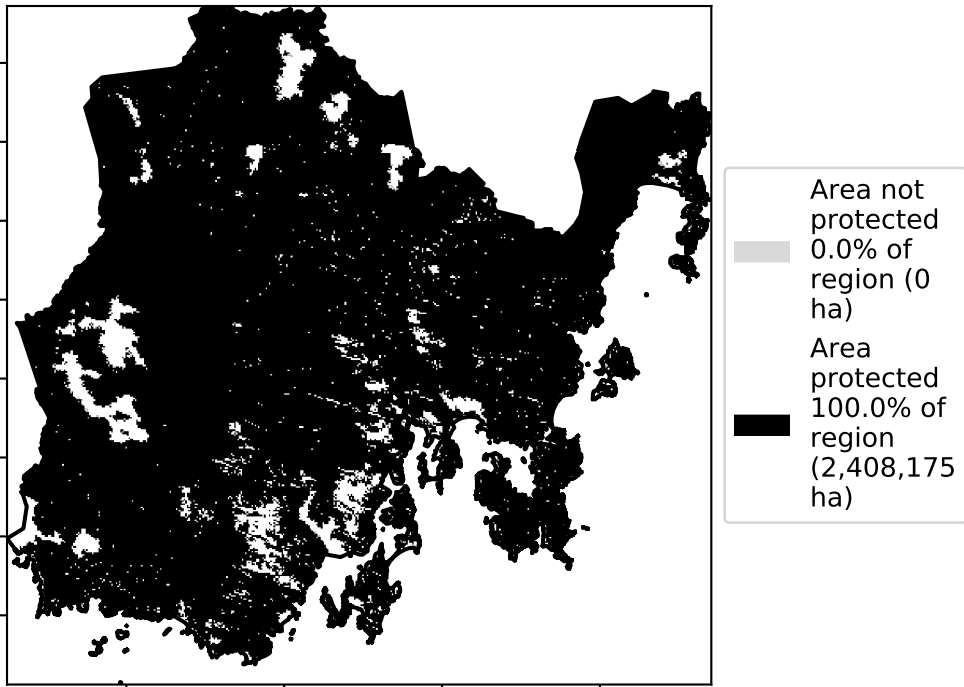 Area not
protected
0.0% of
region (0
ha)
Area
protected
100.0% of
region
(2,408,175
ha)